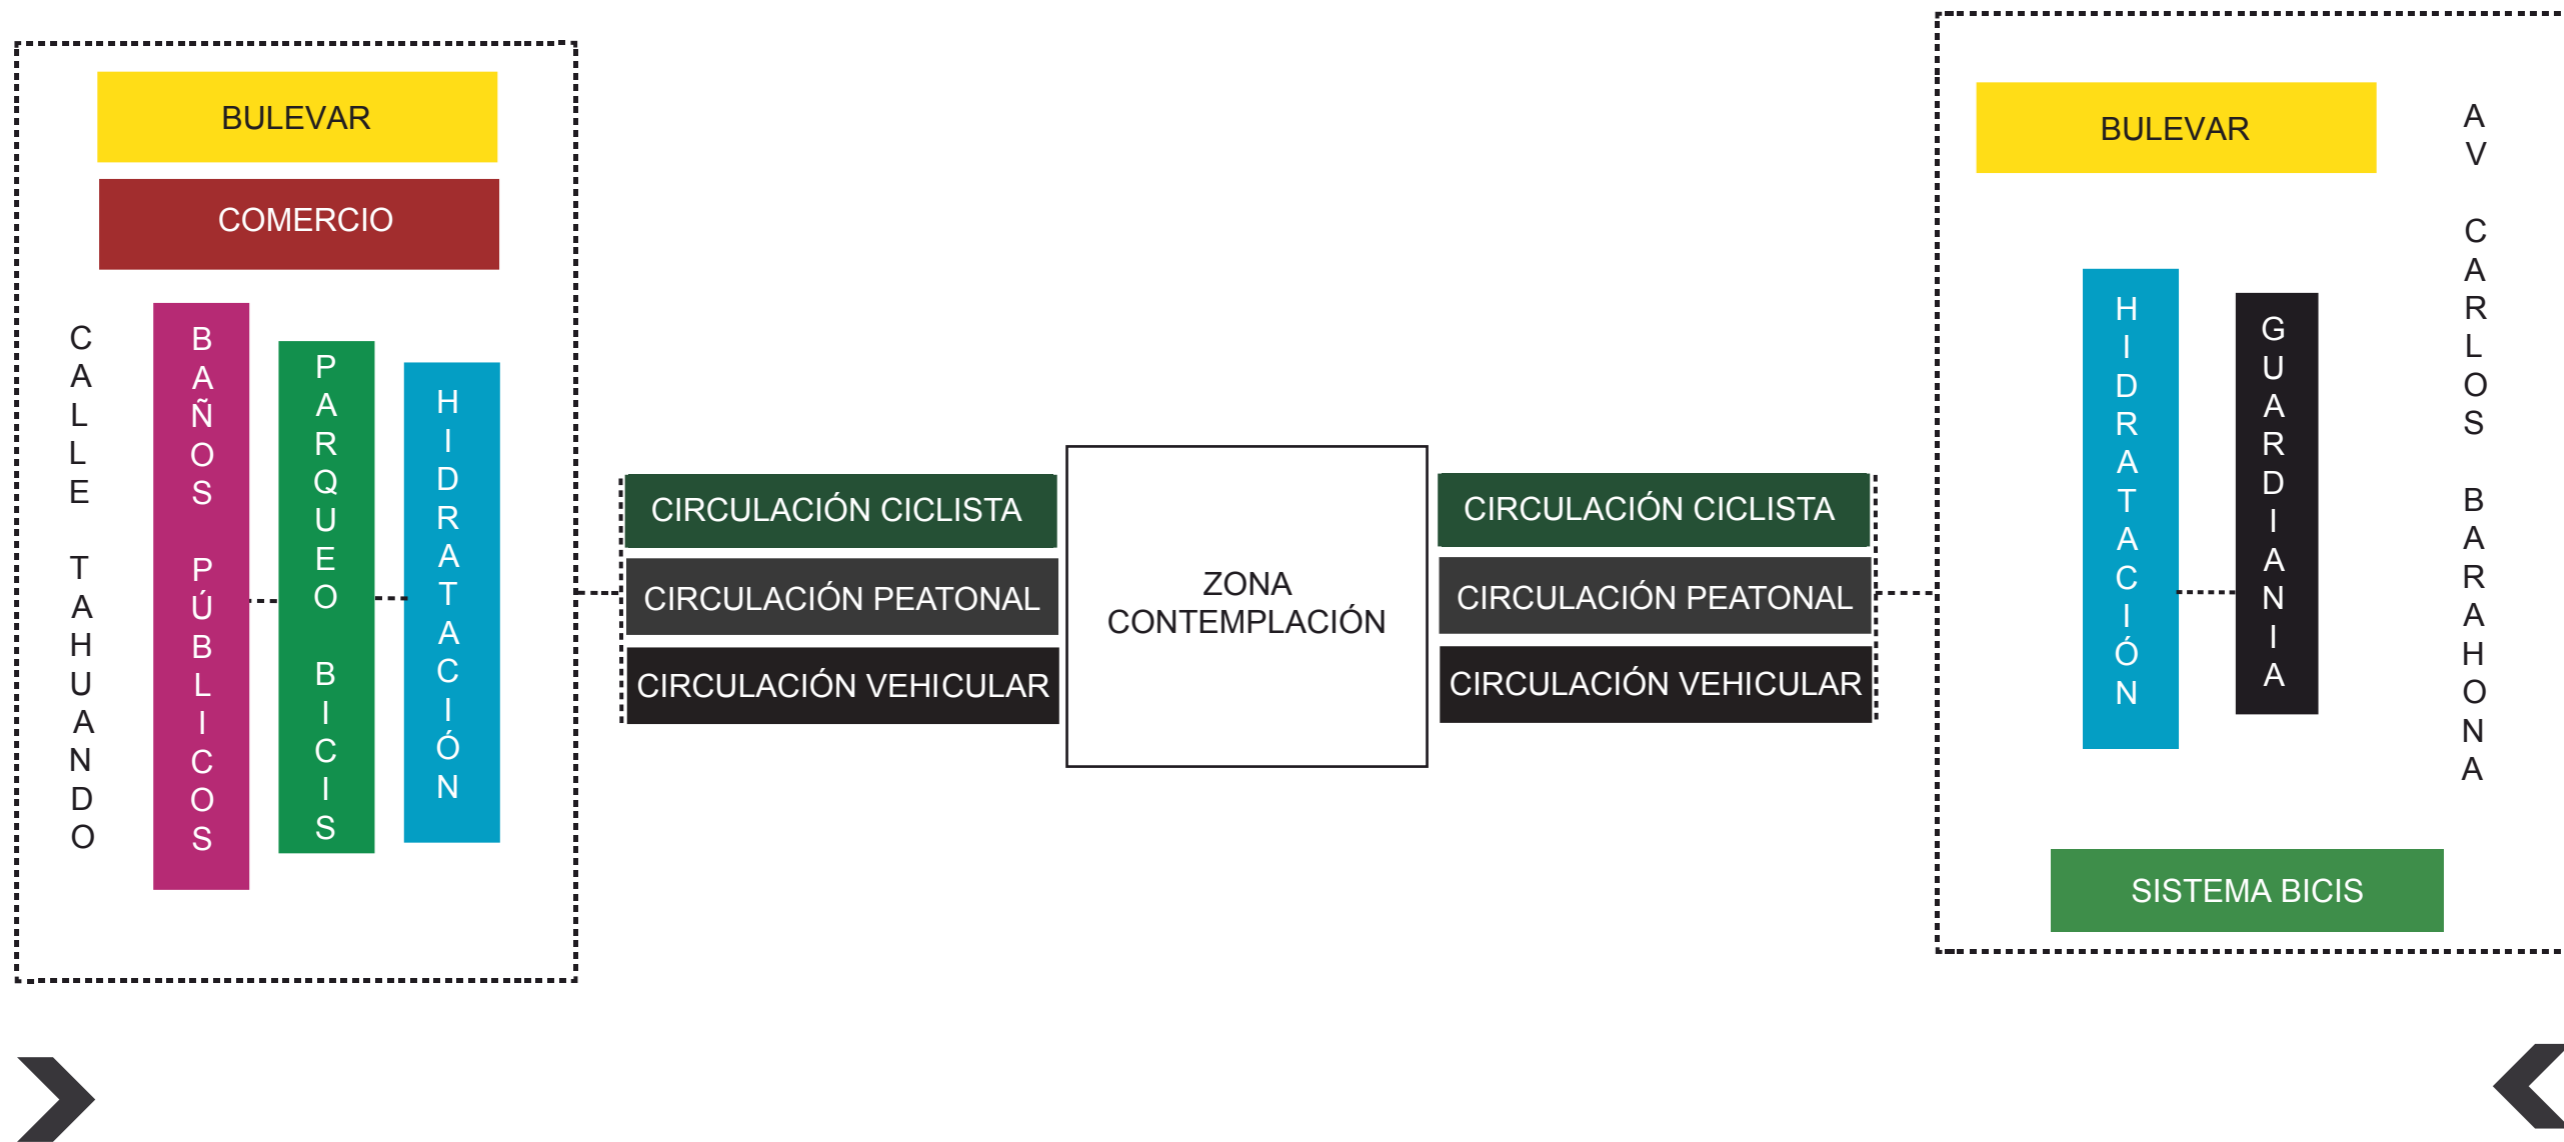 BULEVAR
COMERCIO
CALLE TAHUANDO
BAÑOS PÚBLICOS
PARQUEO BICIS
HIDRATACIÓN
CIRCULACIÓN CICLISTA
CIRCULACIÓN PEATONAL
CIRCULACIÓN VEHICULAR
ZONA
CONTEMPLACIÓN
CIRCULACIÓN CICLISTA
CIRCULACIÓN PEATONAL
CIRCULACIÓN VEHICULAR
BULEVAR
HIDRATACIÓN
GUARDIANIA
AV CARLOS BARAHONA
SISTEMA BICIS